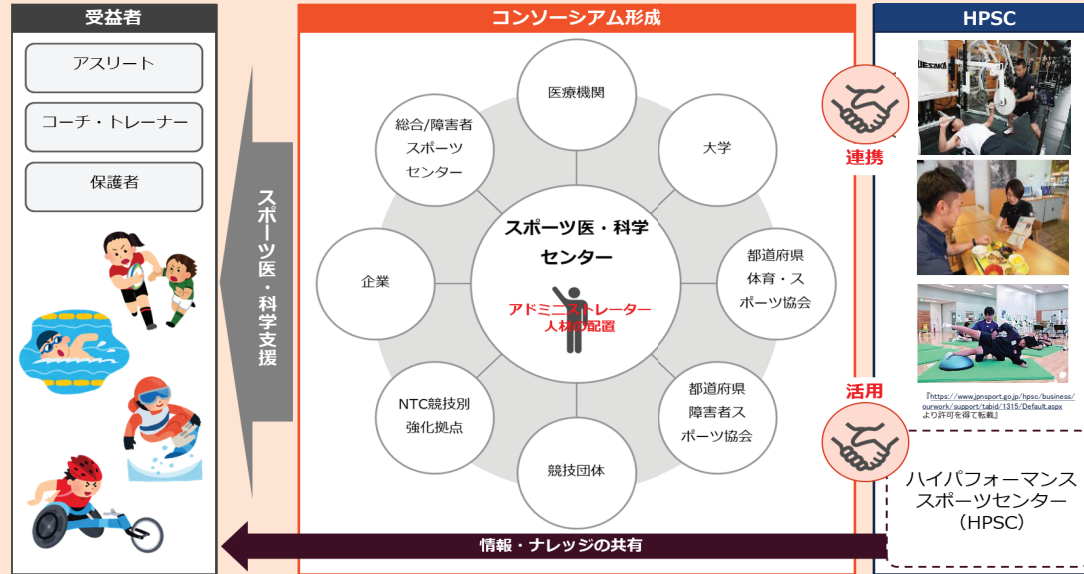 受益者
アスリート
コーチ・トレーナー
保護者
スポーツ医・科学支援
コンソーシアム形成
医療機関
大学
都道府県
体育・ス
ポーツ協会
都道府県
障害者ス
ポーツ協会
競技団体
NTC競技別
強化拠点
企業
総合/障害者
スポーツ
センター
スポーツ医・科学
センター
アドミニストレーター
人材の配置
連携
活用
HPSC
『https://www.jpnsport.go.jp/hpsc/business/
ourwork/support/tabid/1315/Default.aspx
より許可を得て転載』
ハイパフォーマンス
スポーツセンター
（HPSC）
情報・ナレッジの共有